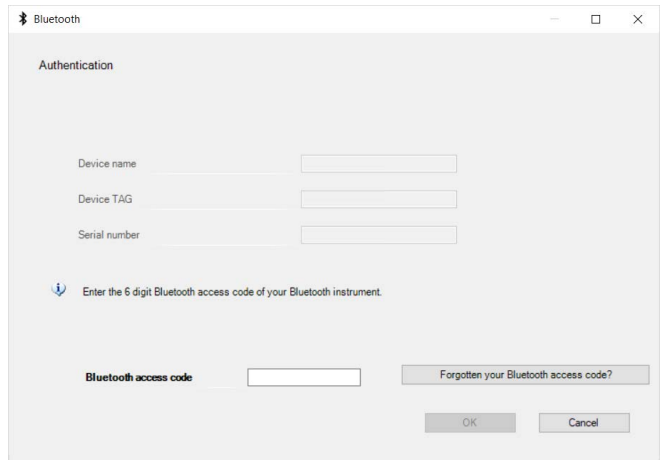 Bluetooth
Authentication
Device name
Device TAG
Serial number
Enter the 6 digit Bluetooth access code of your Bluetooth instrument.
Bluetooth access code
Forgotten your Bluetooth access code?
OK
Cancel